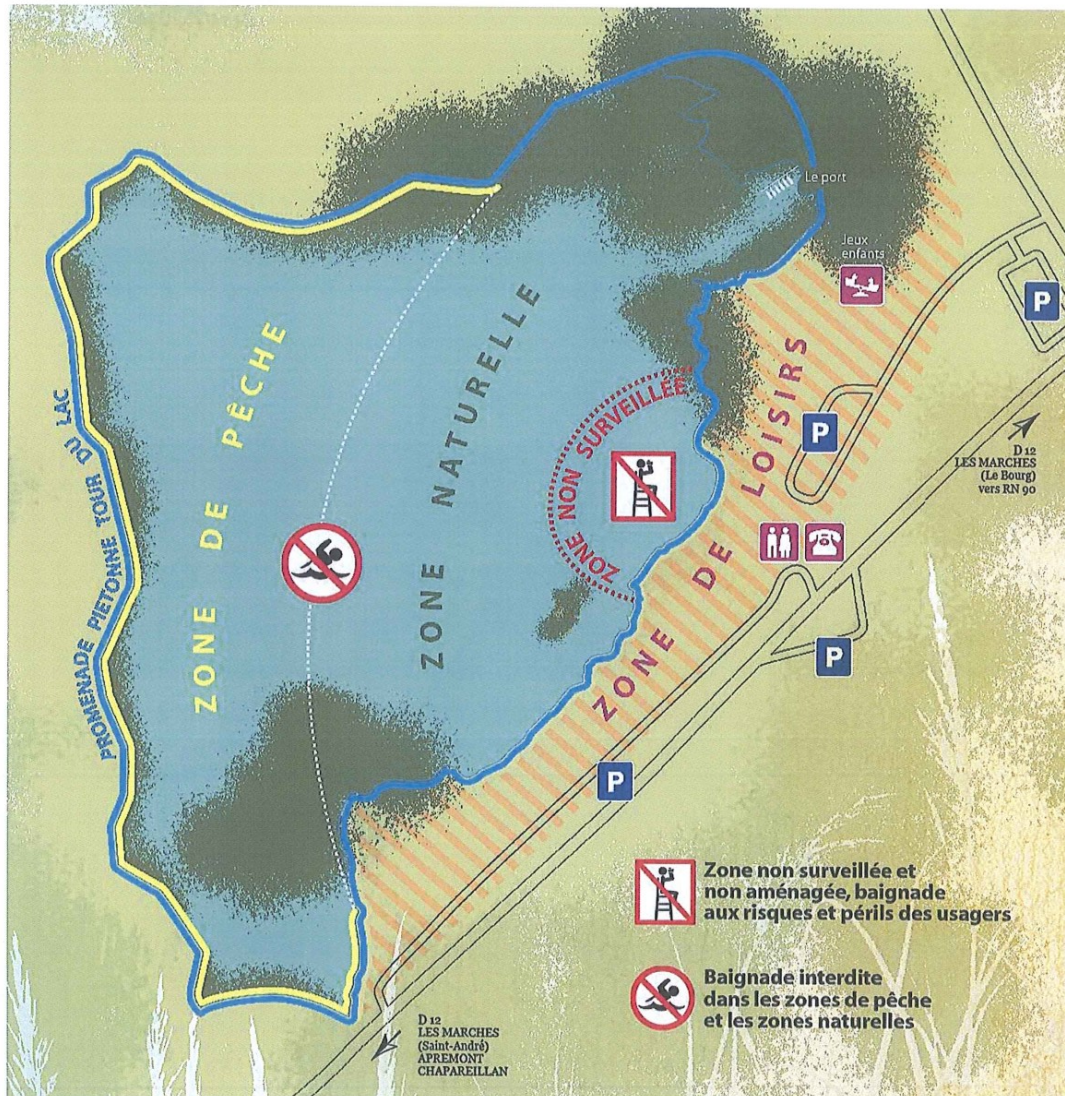 Le port
Jeux
enfants
P
PROMENADE PIETONNE TOUR DU LAC
ZONE DE PÊCHE
ZONE NATURELLE
ZONE NON SURVEILLÉE
ZONE DE LOISIRS
P
D 12
LES MARCHES
(Le Bourg)
vers RN 90
P
P
Zone non surveillée et
non aménagée, baignade
aux risques et périls des usagers
Baignade interdite
dans les zones de pêche
et les zones naturelles
D 12
LES MARCHES
(Saint-André)
APREMONT
CHAPAREILLAN